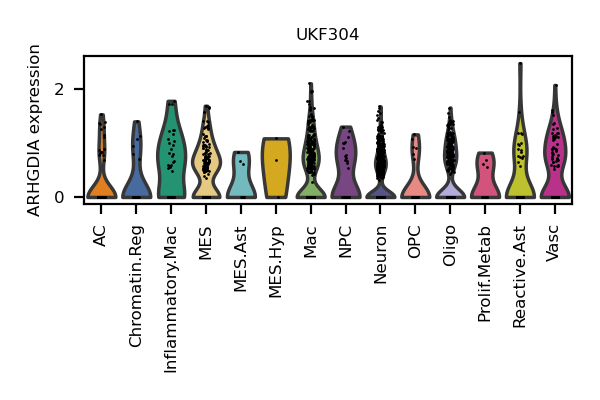 UKF304
ARHGDIA expression
2
0
AC
Chromatin.Reg
Inflammatory.Mac
MES
MES.Ast
MES.Hyp
Mac
NPC
Neuron
OPC
Oligo
Prolif.Metab
Reactive.Ast
Vasc